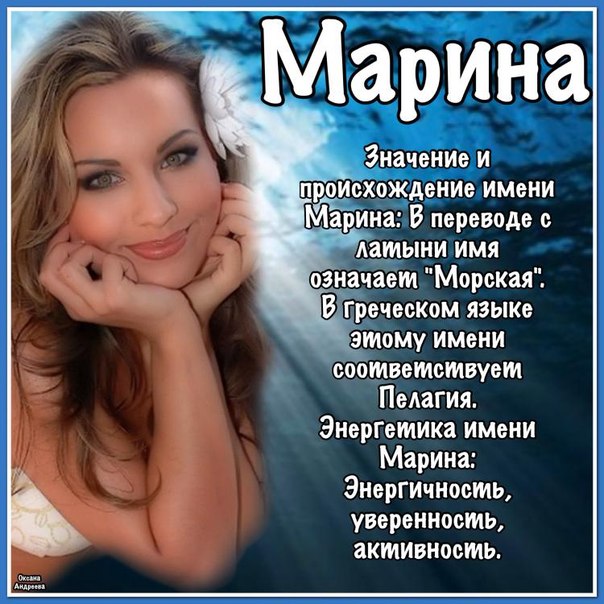 Марина
Значение и
происхождение имени
Марина: В переводе с
латыни имя
означает "Морская".
В греческом языке
этому имени
соответствует
Пелагия.
Энергетика имени
Марина:
Энергичность,
уверенность,
активность.
Оксана
Андреева